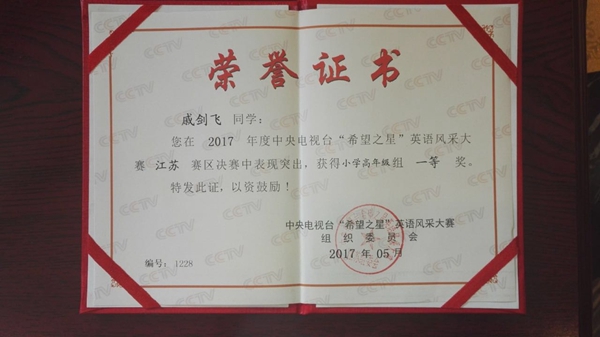 荣誉证书
戚剑飞 同学：
您在 2017 年度中央电视台“希望之星”英语风采大
赛 江苏 赛区决赛中表现突出，获得小学高年级组 一等 奖。
特发此证，以资鼓励！
中央电视台“希望之星”英语风采大赛
组织委员会
2017 年 05 月
编号： 1228
CCTV